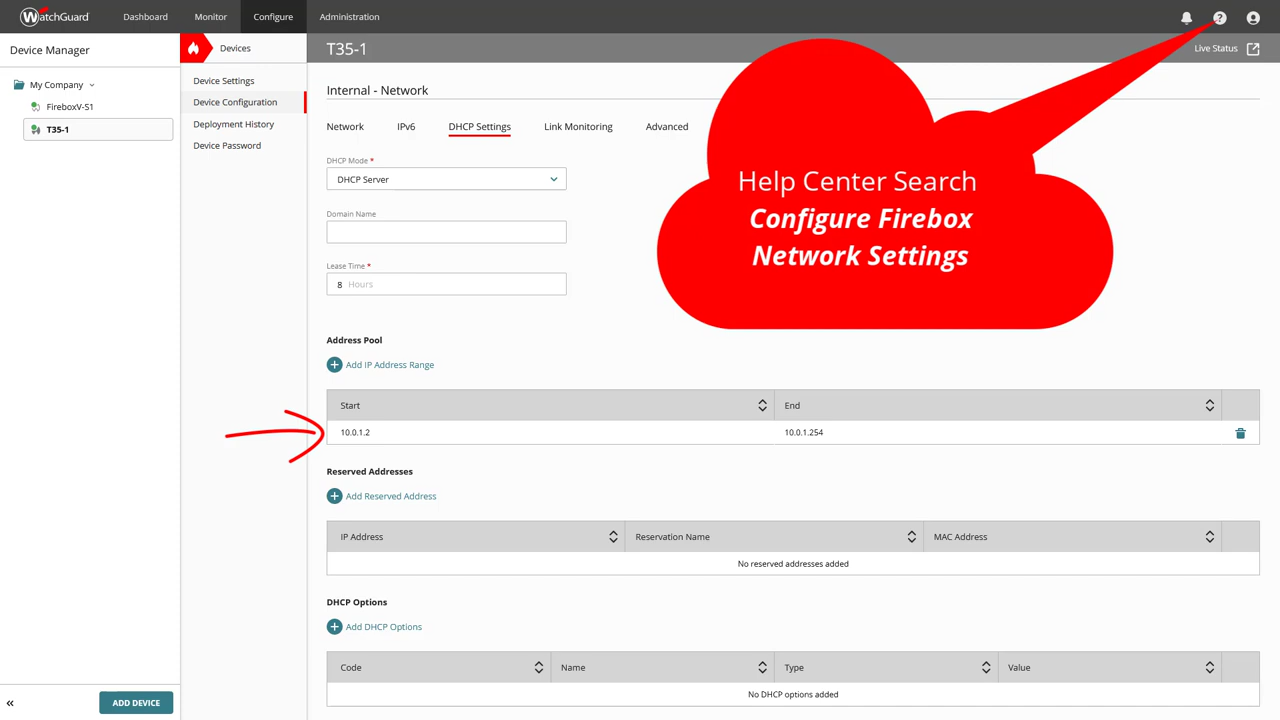 WatchGuard
Dashboard
Monitor
Configure
Administration
?
Device Manager
My Company
FireboxV-S1
T35-1
Devices
Device Settings
Device Configuration
Deployment History
Device Password
T35-1
Live Status
Internal - Network
Network
IPv6
DHCP Settings
Link Monitoring
Advanced
DHCP Mode *
DHCP Server
Domain Name
Lease Time *
8 Hours
Help Center Search
Configure Firebox
Network Settings
Address Pool
+ Add IP Address Range
Start
End
10.0.1.2
10.0.1.254
Reserved Addresses
+ Add Reserved Address
IP Address
Reservation Name
MAC Address
No reserved addresses added
DHCP Options
+ Add DHCP Options
Code
Name
Type
Value
No DHCP options added
«
ADD DEVICE